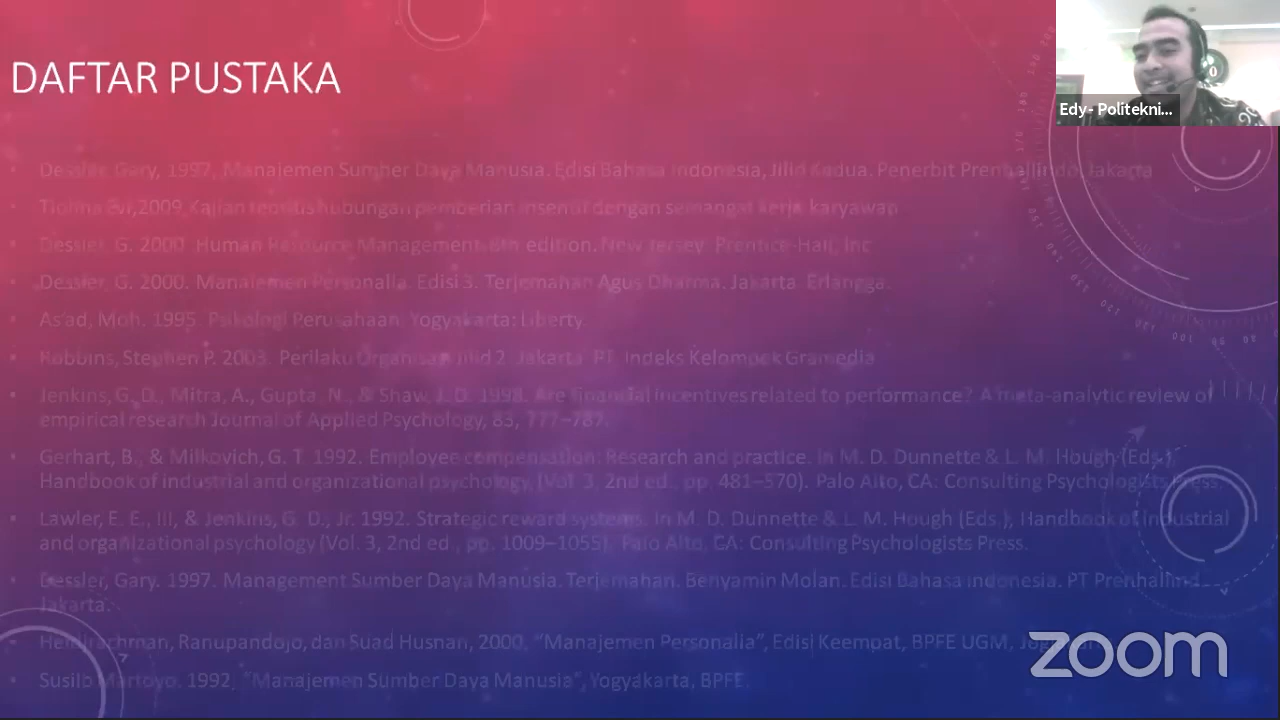 DAFTAR PUSTAKA
Edy- Politekni...
Dessler Gary, 1997, Manajemen Sumber Daya Manusia. Edisi Bahasa Indonesia, Jilid Kedua. Penerbit Prenhallindo, Jakarta
Evi,2009,Kajian hubungan pemberian insentif dengan semangat kerja karyawan
Dessler, G. 2000. Human Resource Management 8th edition. New Jersey: Prentice-Hall, Inc
Dessler, G. 2000. Manajemen Personalia. Edisi 3. Terjemahan Agus Dharma. Jakarta: Erlangga.
As'ad, Moh. 1995. Psikologi Perusahaan. Yogyakarta: Liberty.
Robbins, Stephen P. 2003. Perilaku Organisasi Jilid 2. Jakarta: PT. Indeks Kelompok Gramedia
Jenkins, G. D., Mitra, A., Gupta, N., & Shaw, J. D. 1998. Are financial incentives related to performance? A meta-analytic review of
empirical research Journal of Applied Psychology, 83, 777–787.
Gerhart, B., & Milkovich, G. T. 1992. Employee compensation: Research and practice. In M. D. Dunnette & L. M. Hough (Eds.),
Handbook of industrial and organizational psychology (Vol. 3, 2nd ed., pp. 481–570). Palo Alto, CA: Consulting Psychologists Press.
Lawler, E. E., III, & Jenkins, G. D., Jr. 1992. Strategic reward systems. In M. D. Dunnette & L. M. Hough (Eds.), Handbook of industrial
and organizational psychology (Vol. 3, 2nd ed., pp. 1009–1055). Palo Alto, CA: Consulting Psychologists Press.
Dessler, Gary. 1997. Management Sumber Daya Manusia. Terjemahan. Benyamin Molan. Edisi Bahasa Indonesia. PT Prenhallind
Jakarta.
Heidjrachman, Ranupandojo, dan Suad Husnan, 2000, "Manajemen Personalia", Edisi Keempat, BPFE UGM,
Susilo Martoyo. 1992, "Manajemen Sumber Daya Manusia", Yogyakarta, BPFE.
zoom